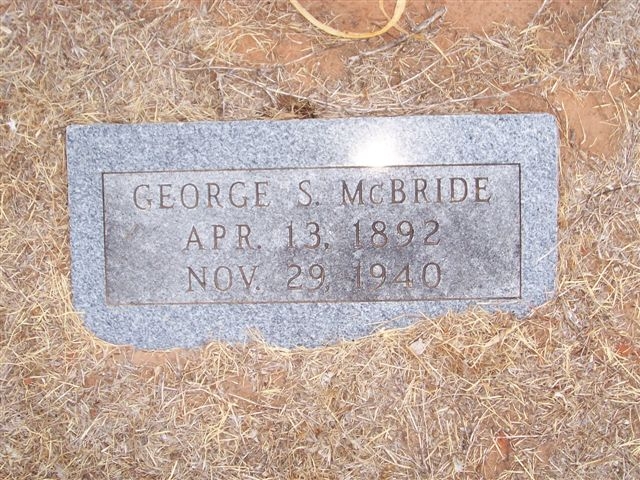 GEORGE S. McBRIDE
APR. 13, 1892
NOV. 29, 1940